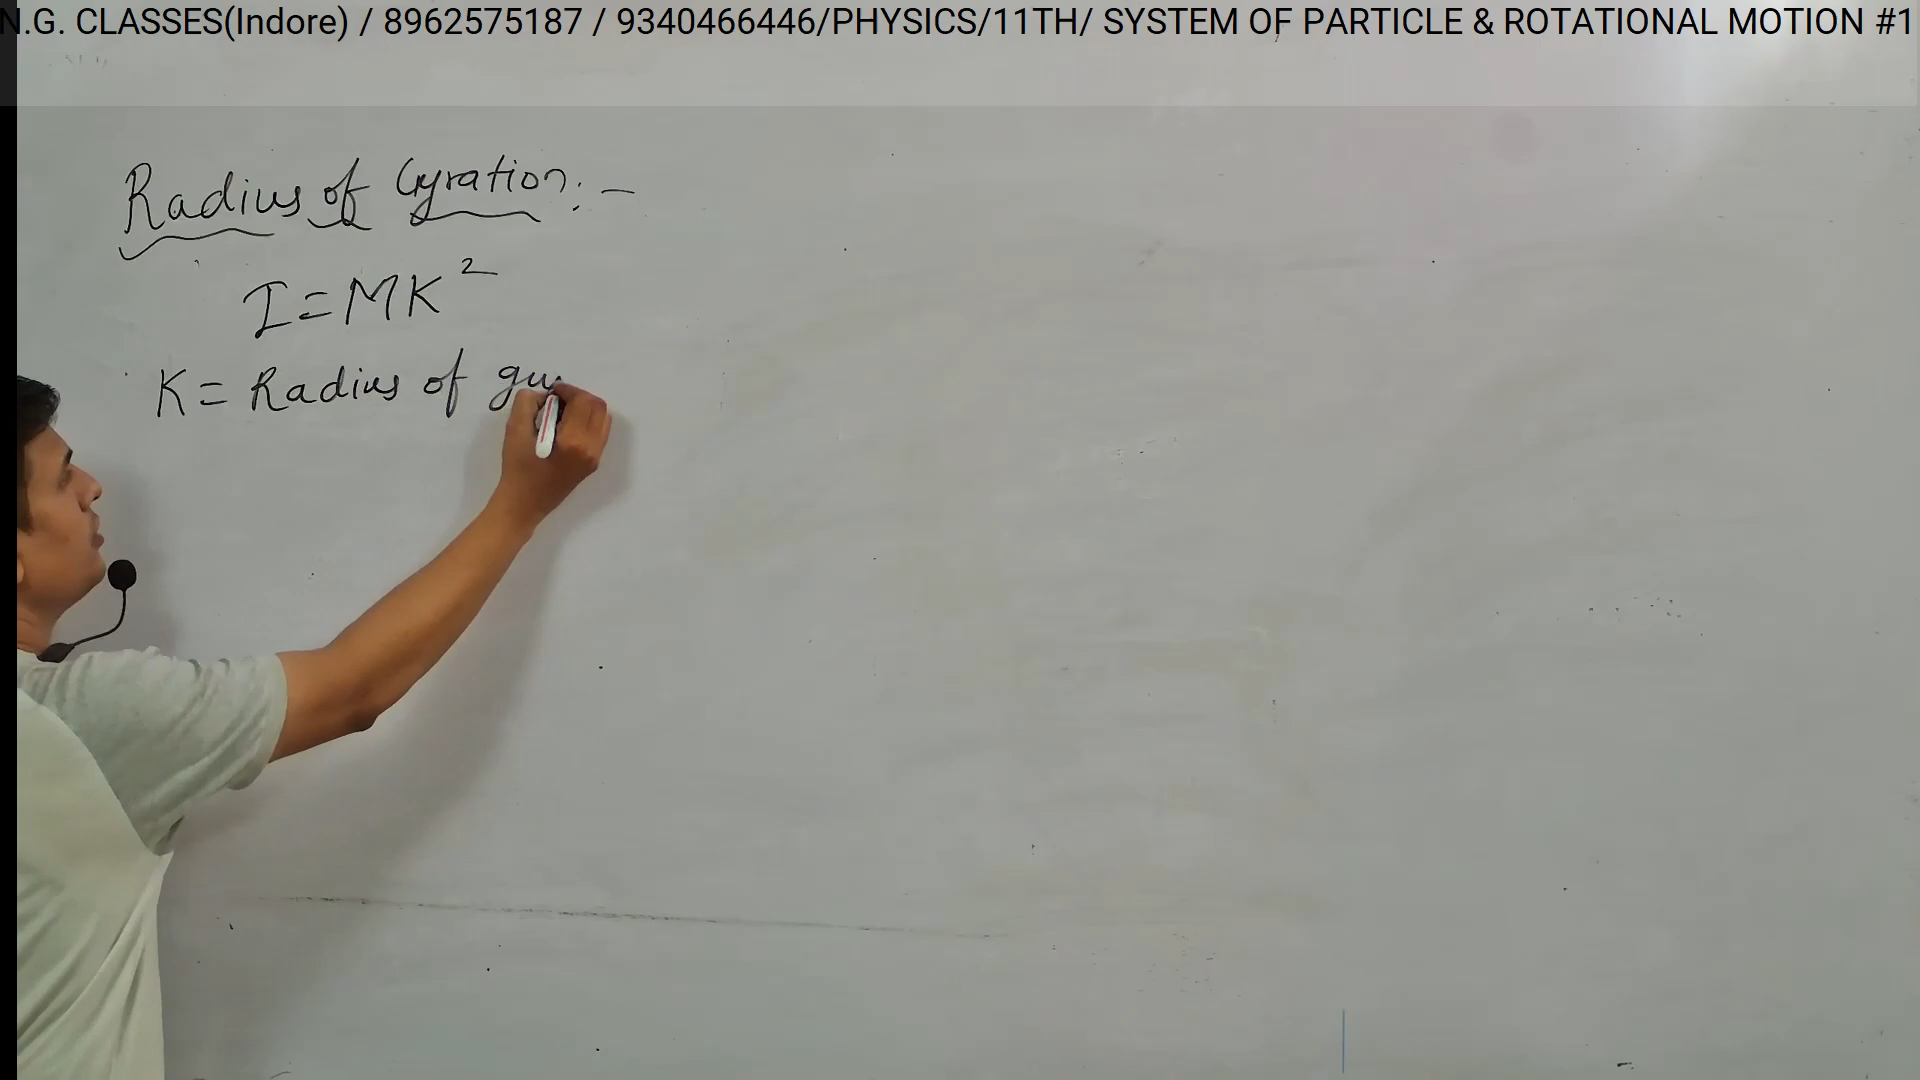 N.G. CLASSES(Indore) / 8962575187 / 9340466446/PHYSICS/11TH/ SYSTEM OF PARTICLE & ROTATIONAL MOTION #1
Radius of Gyration:-
I=MK²
K= Radius of gy